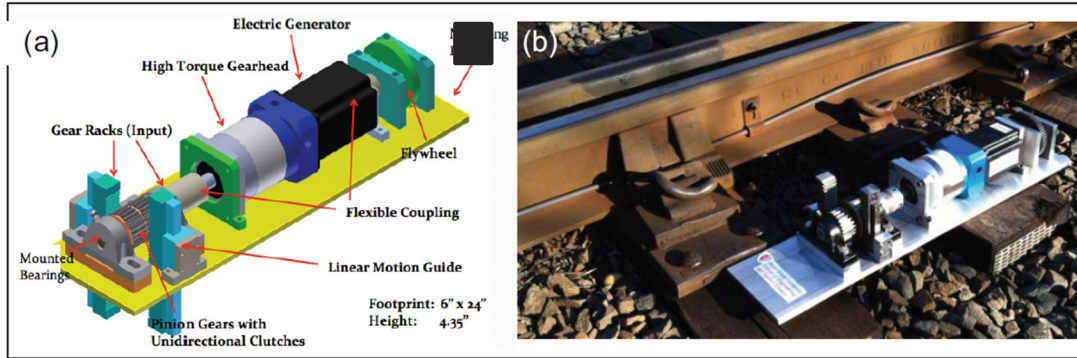 (a)
Electric Generator
High Torque Gearhead
Gear Racks (Input)
Flywheel
Flexible Coupling
Mounted
Bearings
Linear Motion Guide
Footprint: 6” x 24”
Height: 4.35”
Pinion Gears with
Unidirectional Clutches
(b)